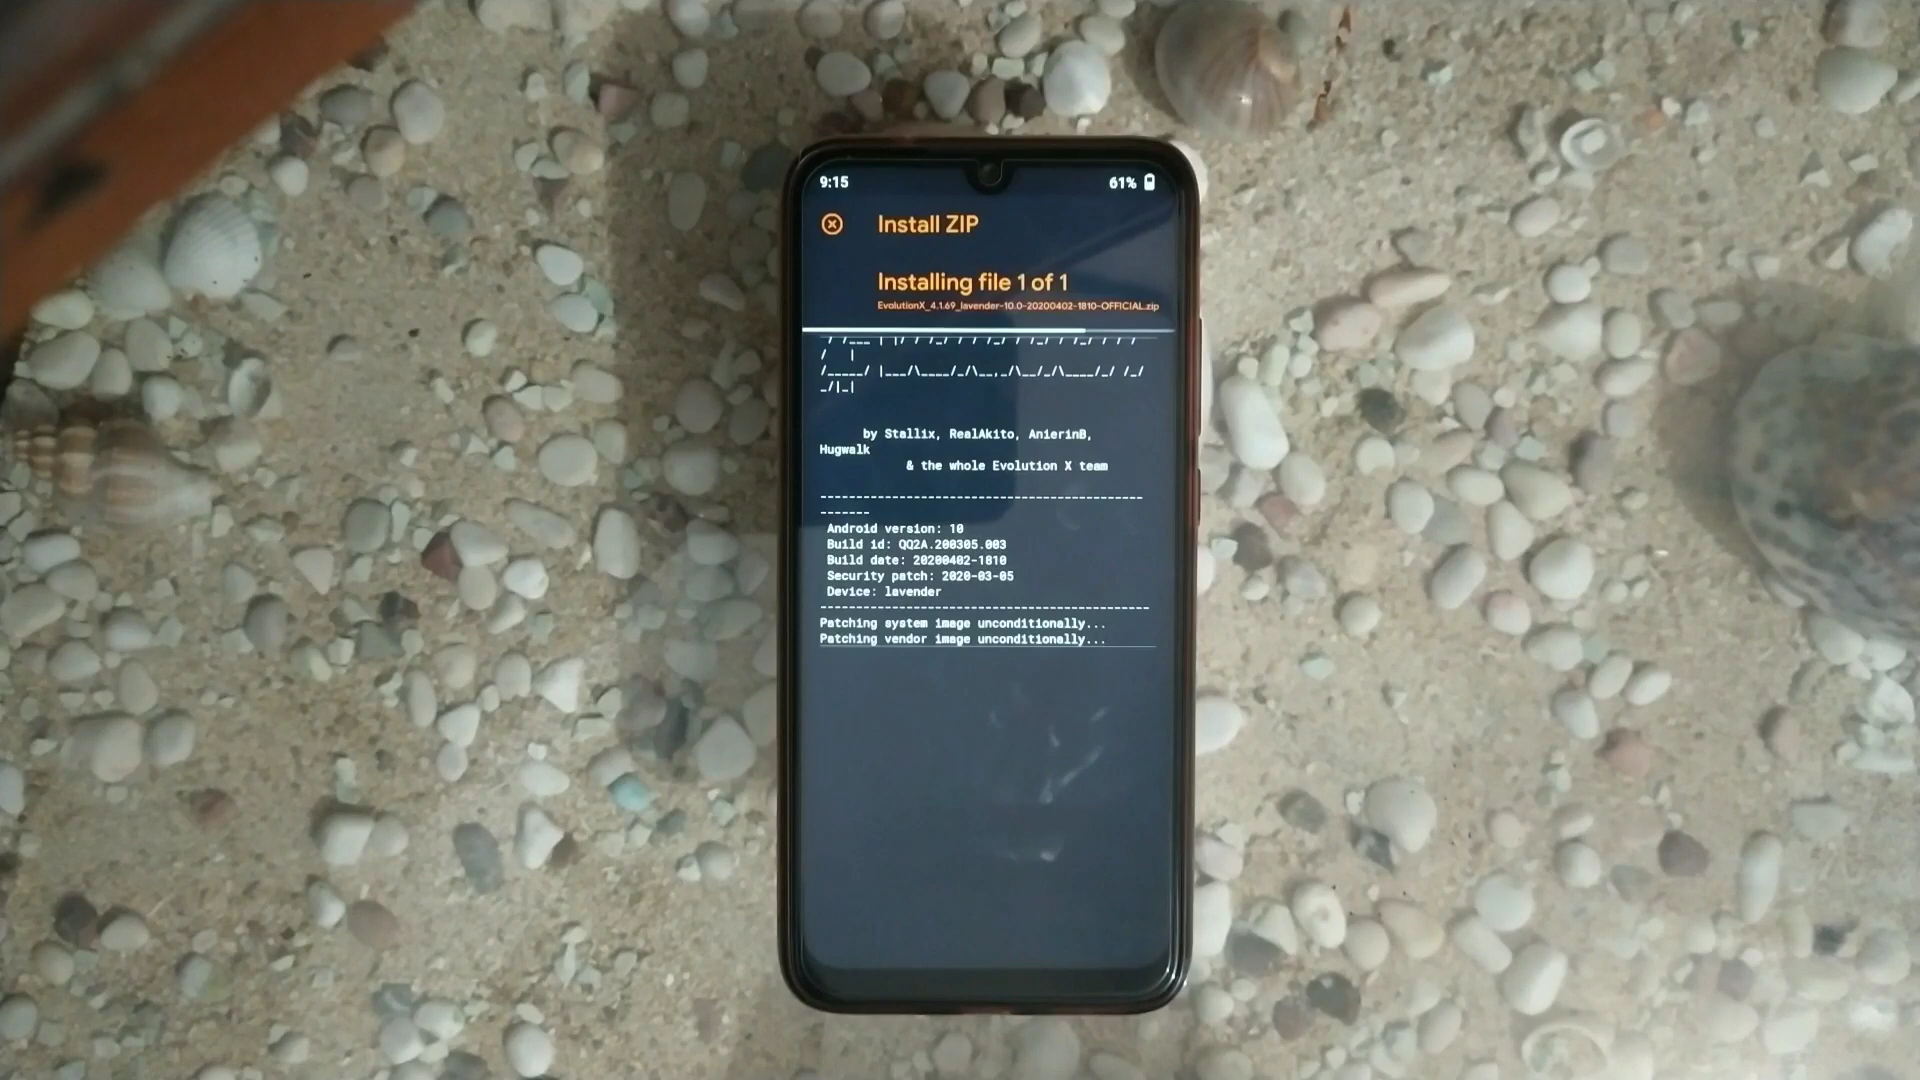 9:15 61%
Install ZIP
Installing file 1 of 1
EvolutionX_4.1.69_lavender-10.0-20200402-1810-OFFICIAL.zip
by Stallix, RealAkito, AnierinB,
Hugwalk
& the whole Evolution X team
-----------------------------------------------
-------
Android version: 10
Build id: QQ2A.200305.003
Build date: 20200402-1810
Security patch: 2020-03-05
Device: lavender
-----------------------------------------------
Patching system image unconditionally...
Patching vendor image unconditionally...